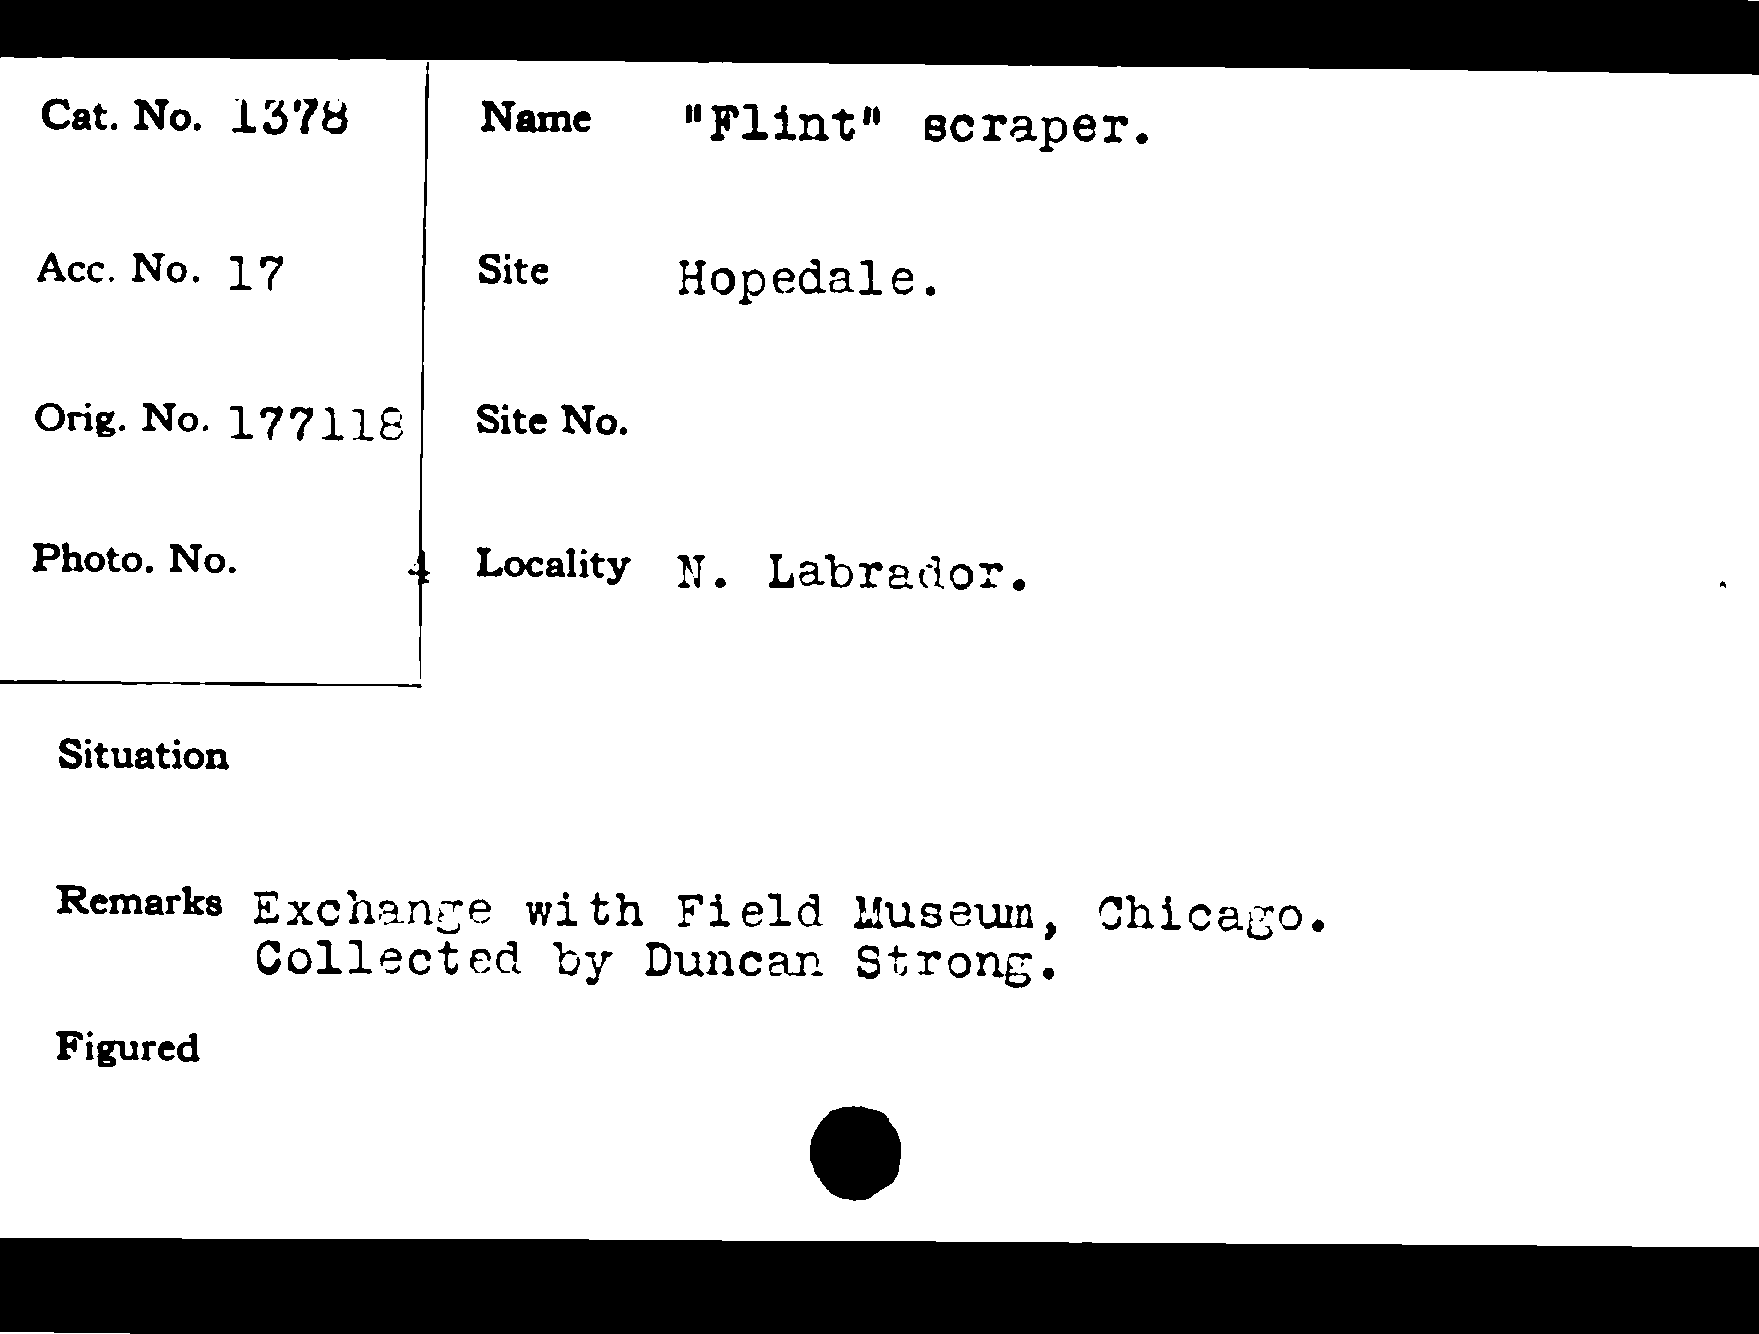 Cat. No. 1378
Name "Flint" scraper.
Acc. No. 17
Site Hopedale.
Orig. No. 177118
Site No.
Photo. No. 4
Locality N. Labrador.
Situation
Remarks Exchange with Field Museum, Chicago.
Collected by Duncan Strong.
Figured